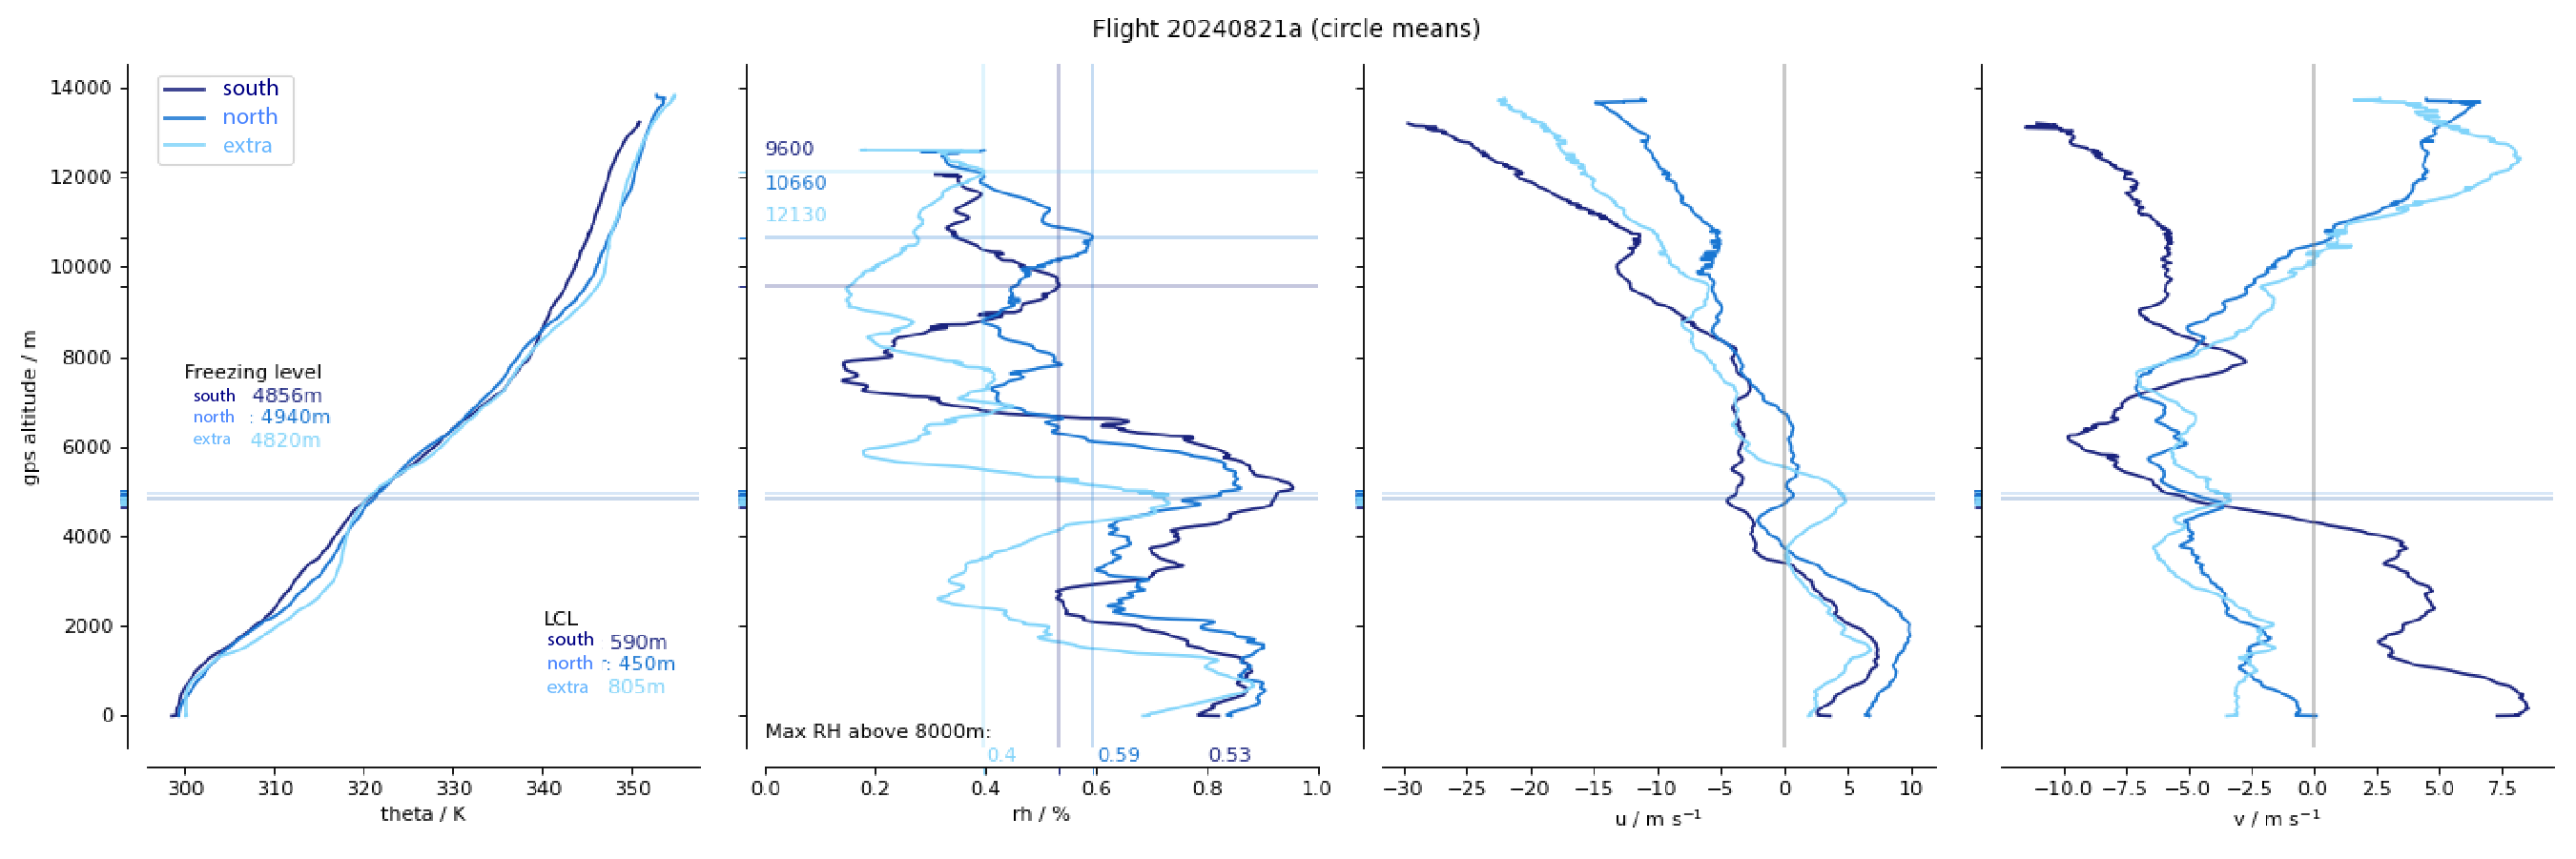 Flight 20240821a (circle means)
gps altitude / m
14000
12000
10000
8000
6000
4000
2000
0
south
north
extra
Freezing level
south 4856m
north : 4940m
extra 4820m
LCL
south 590m
north : 450m
extra 805m
300 310 320 330 340 350
theta / K
9600
10660
12130
Max RH above 8000m:
0.4 0.59 0.53
0.0 0.2 0.4 0.6 0.8 1.0
rh / %
−30 −25 −20 −15 −10 −5 0 5 10
u / m s⁻¹
−10.0 −7.5 −5.0 −2.5 0.0 2.5 5.0 7.5
v / m s⁻¹